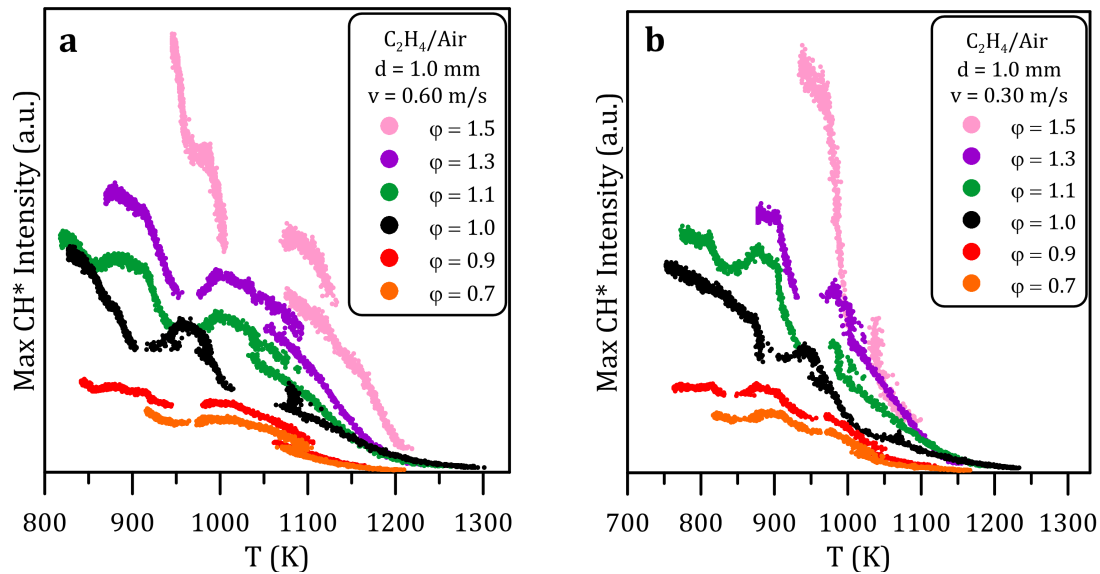 a
C₂H₄/Air
d = 1.0 mm
v = 0.60 m/s
φ = 1.5
φ = 1.3
φ = 1.1
φ = 1.0
φ = 0.9
φ = 0.7
Max CH* Intensity (a.u.)
800 900 1000 1100 1200 1300
T (K)
b
C₂H₄/Air
d = 1.0 mm
v = 0.30 m/s
φ = 1.5
φ = 1.3
φ = 1.1
φ = 1.0
φ = 0.9
φ = 0.7
Max CH* Intensity (a.u.)
700 800 900 1000 1100 1200 1300
T (K)